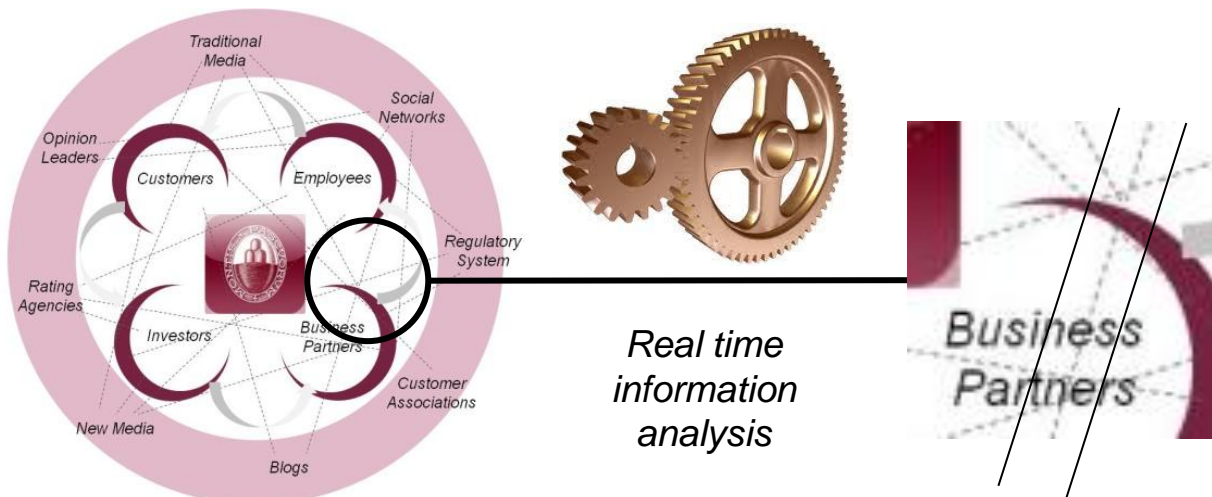 Traditional
Media
Social
Networks
Opinion
Leaders
Customers
Employees
Regulatory
System
Rating
Agencies
Investors
Business
Partners
Customer
Associations
New Media
Blogs
Real time
information
analysis
Business
Partners